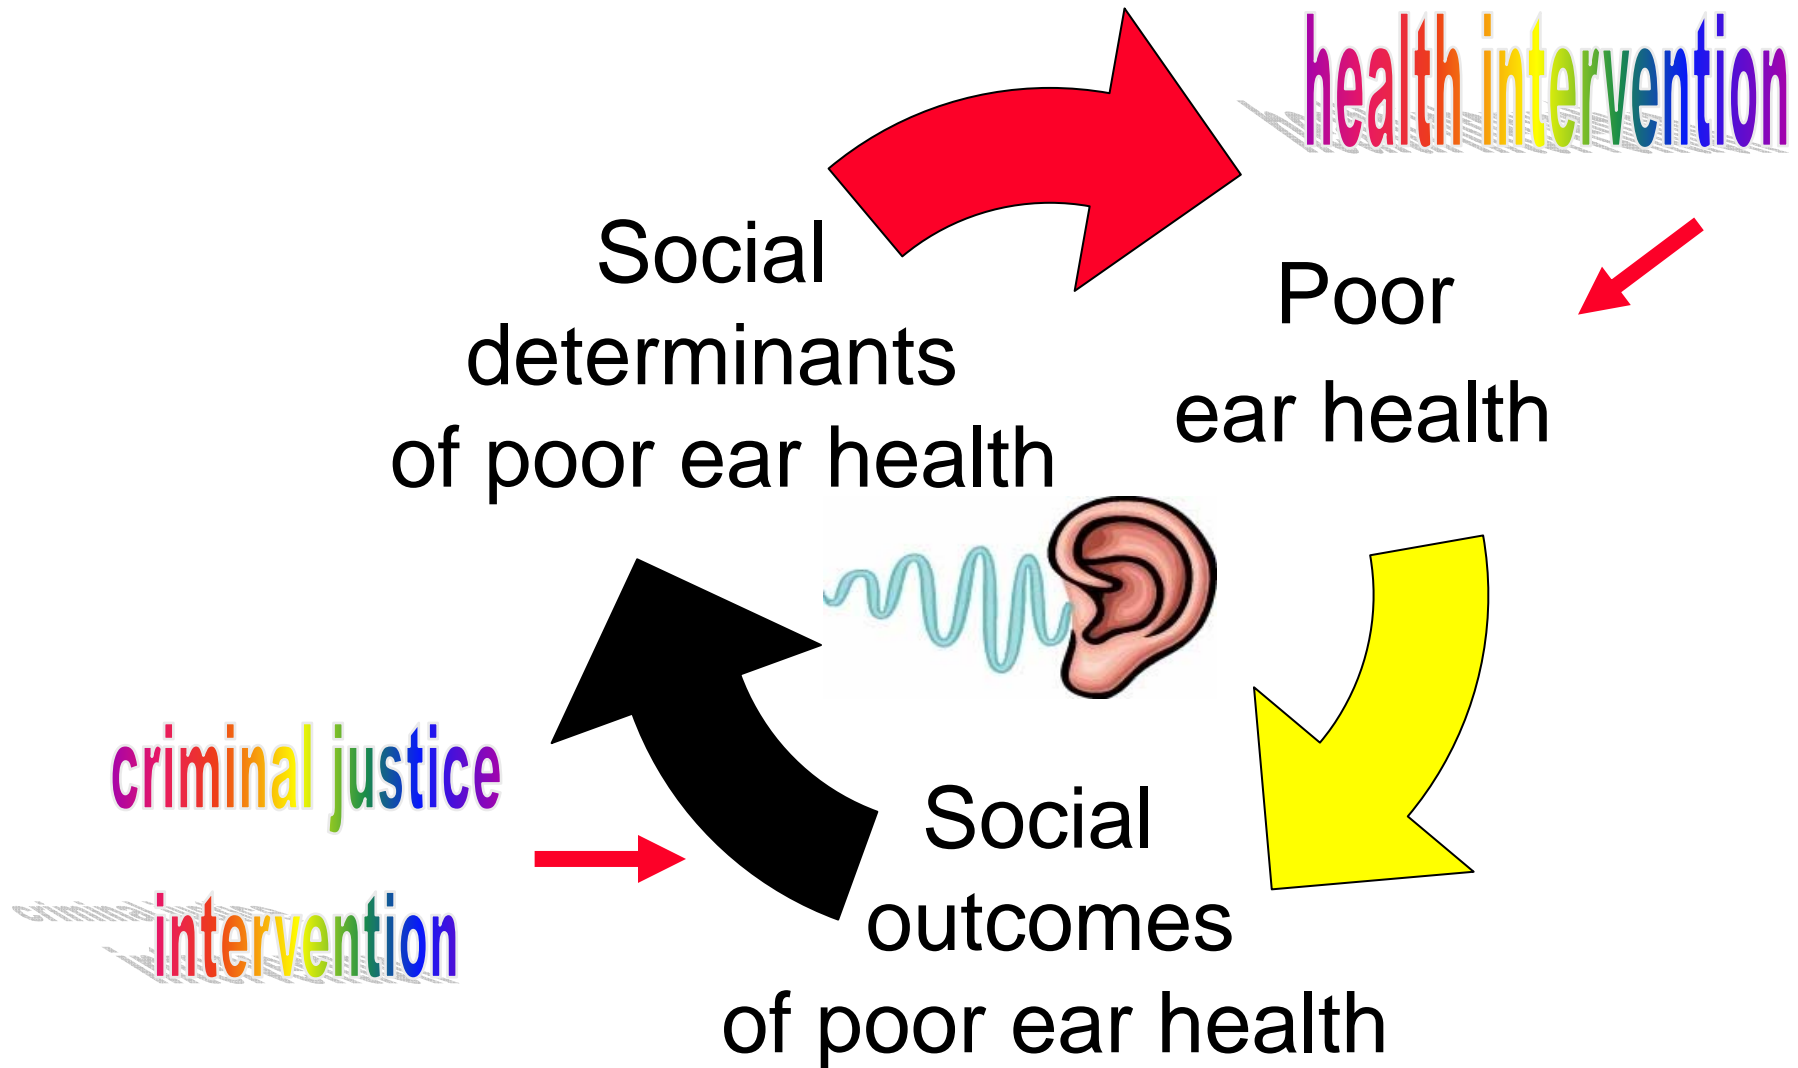 health intervention
Social
determinants
of poor ear health
Poor
ear health
criminal justice
intervention
Social
outcomes
of poor ear health